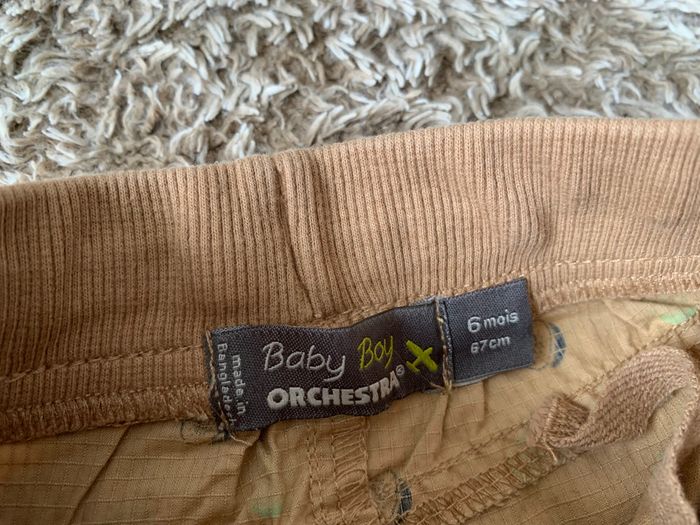 made in
Bangladesh
Baby Boy
ORCHESTRA®
6 mois
67cm